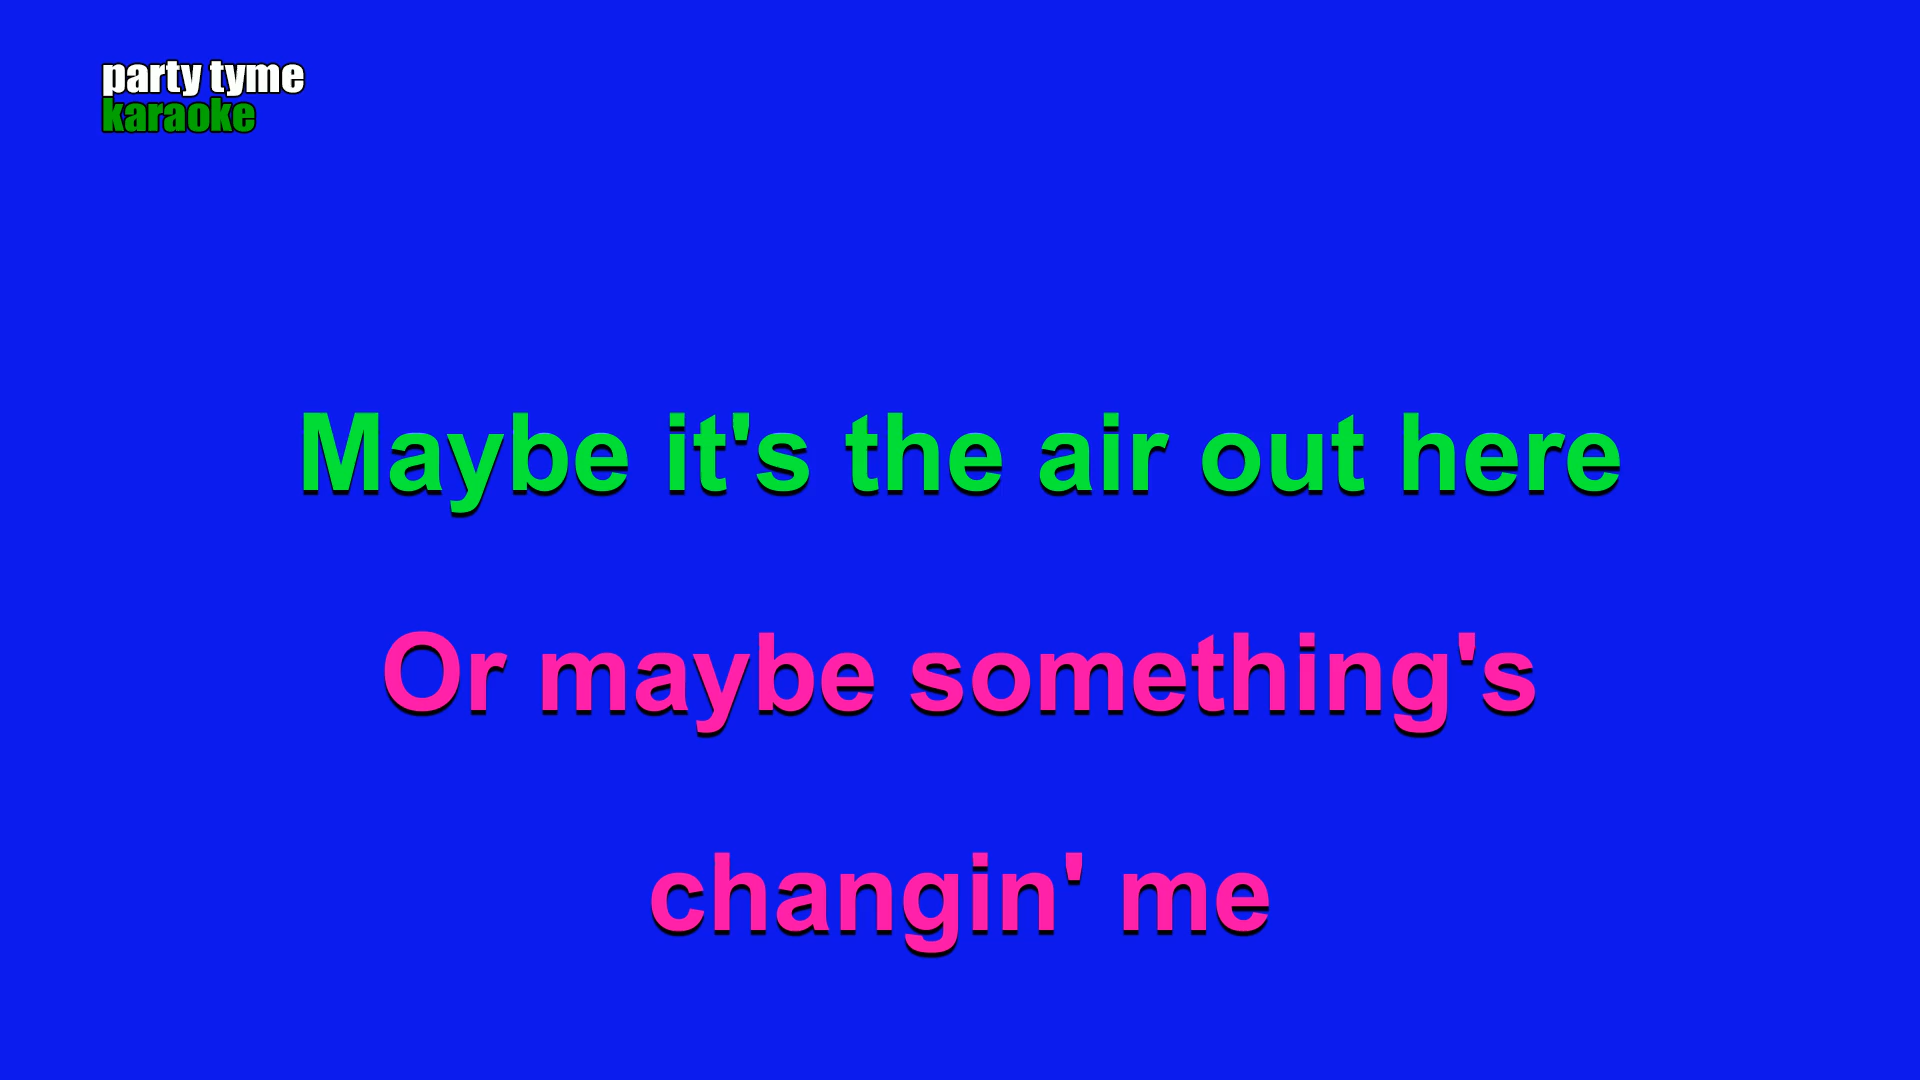 party tyme
karaoke
Maybe it's the air out here
Or maybe something's
changin' me